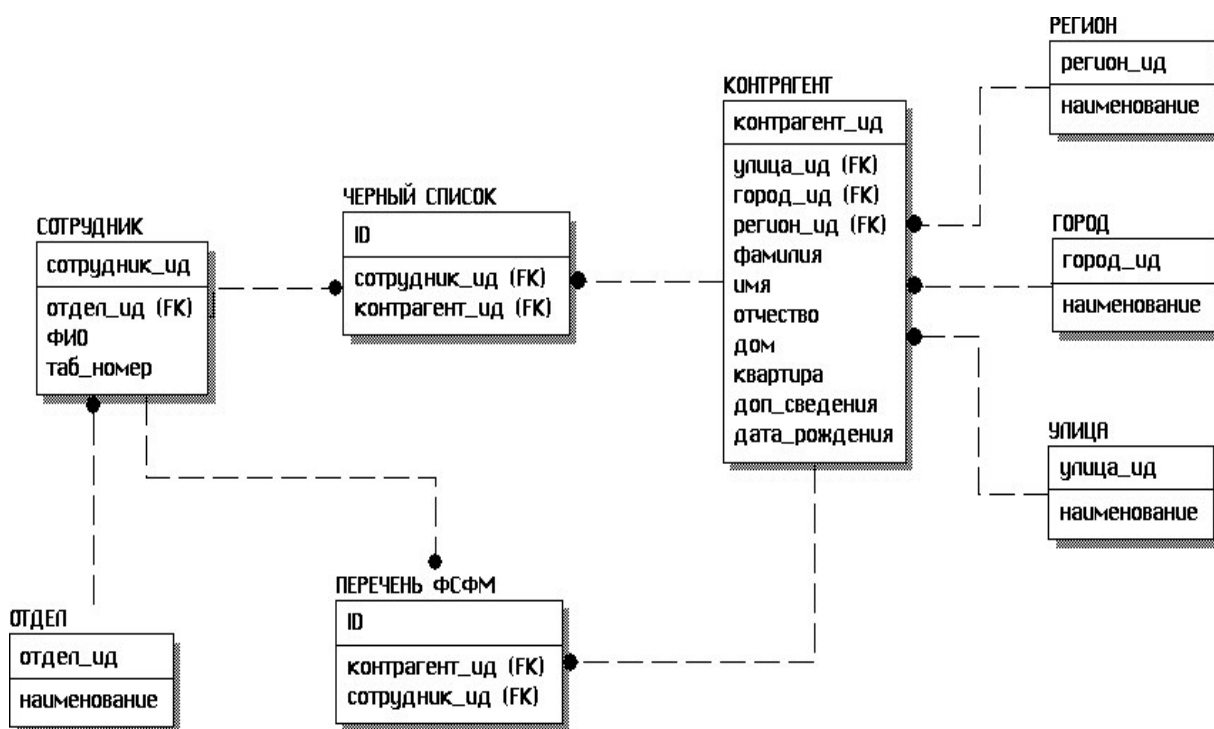 РЕГИОН
регион_ид
наименование
КОНТРАГЕНТ
контрагент_ид
улица_ид (FK)
город_ид (FK)
регион_ид (FK)
фамилия
имя
отчество
дом
квартира
доп_сведения
дата_рождения
ЧЕРНЫЙ СПИСОК
ID
сотрудник_ид (FK)
контрагент_ид (FK)
СОТРУДНИК
сотрудник_ид
отдел_ид (FK)
ФИО
таб_номер
ГОРОД
город_ид
наименование
УЛИЦА
улица_ид
наименование
ПЕРЕЧЕНЬ ФСФМ
ID
контрагент_ид (FK)
сотрудник_ид (FK)
ОТДЕЛ
отдел_ид
наименование